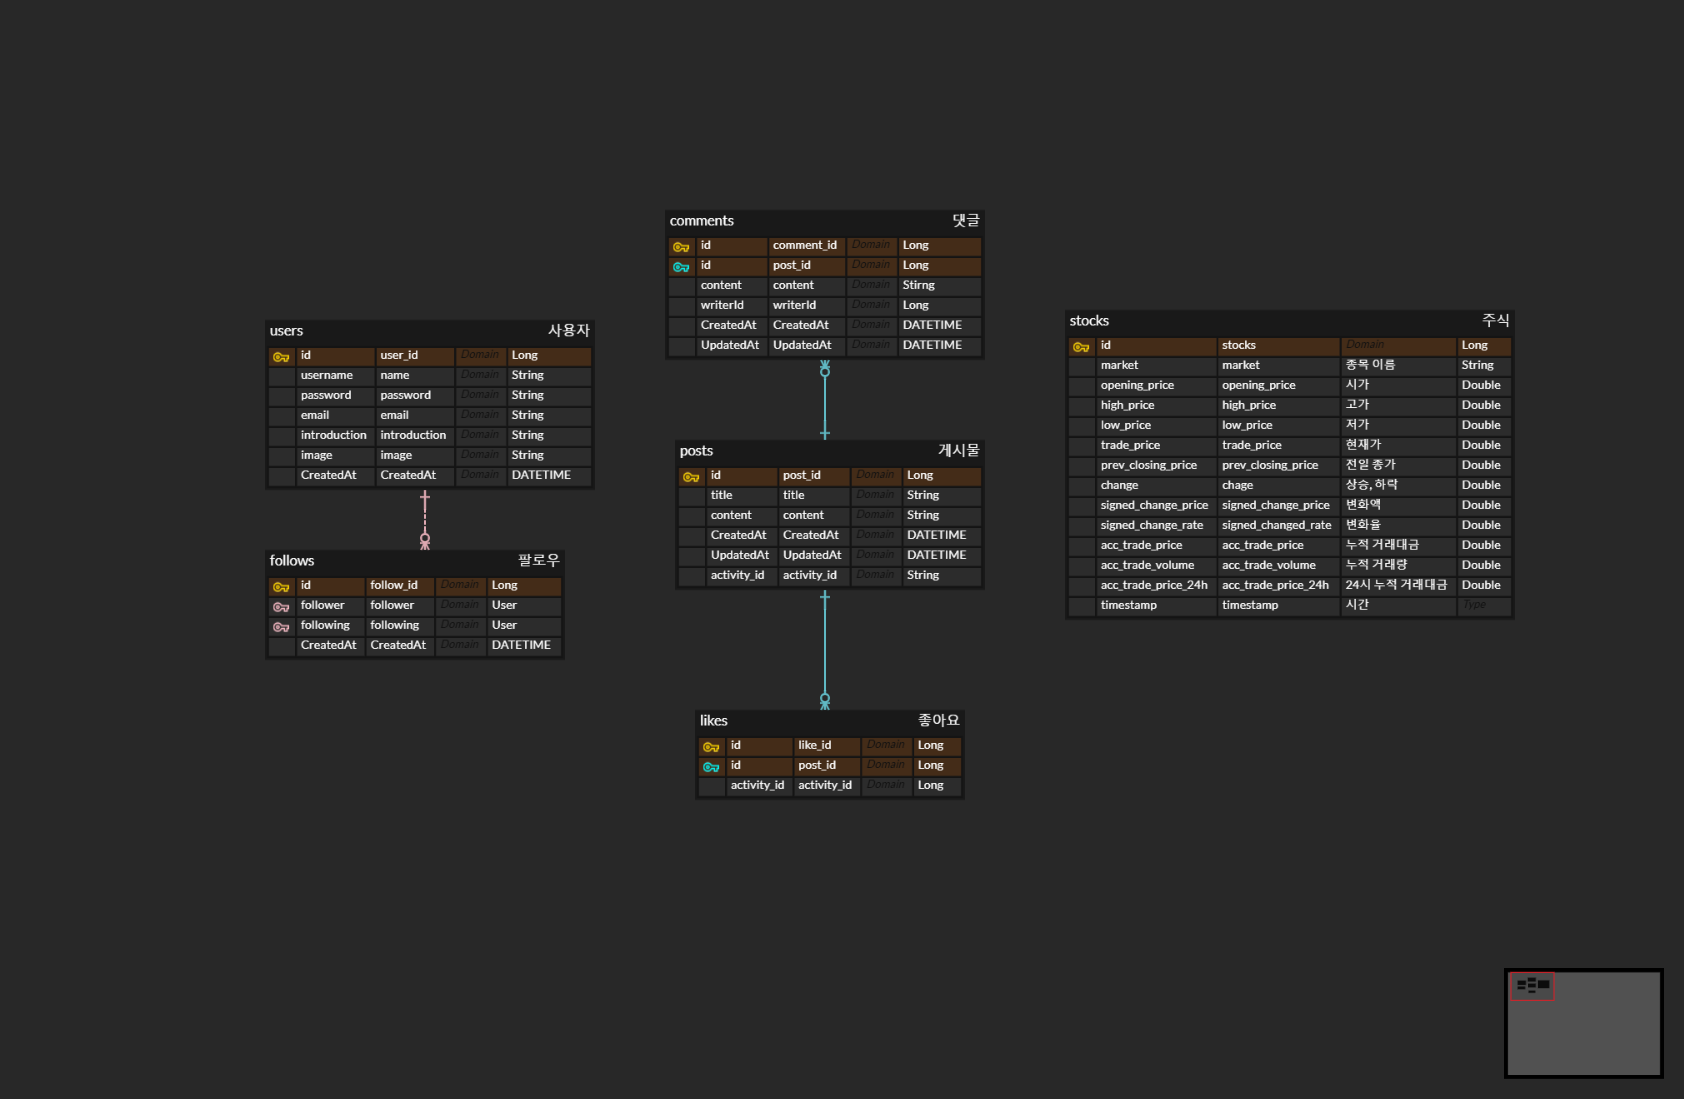 comments 댓글
id comment_id Domain Long
id post_id Domain Long
content content Domain Stirng
writerId writerId Domain Long
CreatedAt CreatedAt Domain DATETIME
UpdatedAt UpdatedAt Domain DATETIME
users 사용자
id user_id Domain Long
username name Domain String
password password Domain String
email email Domain String
introduction introduction Domain String
image image Domain String
CreatedAt CreatedAt Domain DATETIME
follows 팔로우
id follow_id Domain Long
follower follower Domain User
following following Domain User
CreatedAt CreatedAt Domain DATETIME
posts 게시물
id post_id Domain Long
title title Domain String
content content Domain String
CreatedAt CreatedAt Domain DATETIME
UpdatedAt UpdatedAt Domain DATETIME
activity_id activity_id Domain String
likes 좋아요
id like_id Domain Long
id post_id Domain Long
activity_id activity_id Domain Long
stocks 주식
id stocks Domain Long
market market 종목 이름 String
opening_price opening_price 시가 Double
high_price high_price 고가 Double
low_price low_price 저가 Double
trade_price trade_price 현재가 Double
prev_closing_price prev_closing_price 전일 종가 Double
change chage 상승, 하락 Double
signed_change_price signed_change_price 변화액 Double
signed_change_rate signed_changed_rate 변화율 Double
acc_trade_price acc_trade_price 누적 거래대금 Double
acc_trade_volume acc_trade_volume 누적 거래량 Double
acc_trade_price_24h acc_trade_price_24h 24시 누적 거래대금 Double
timestamp timestamp 시간 Type